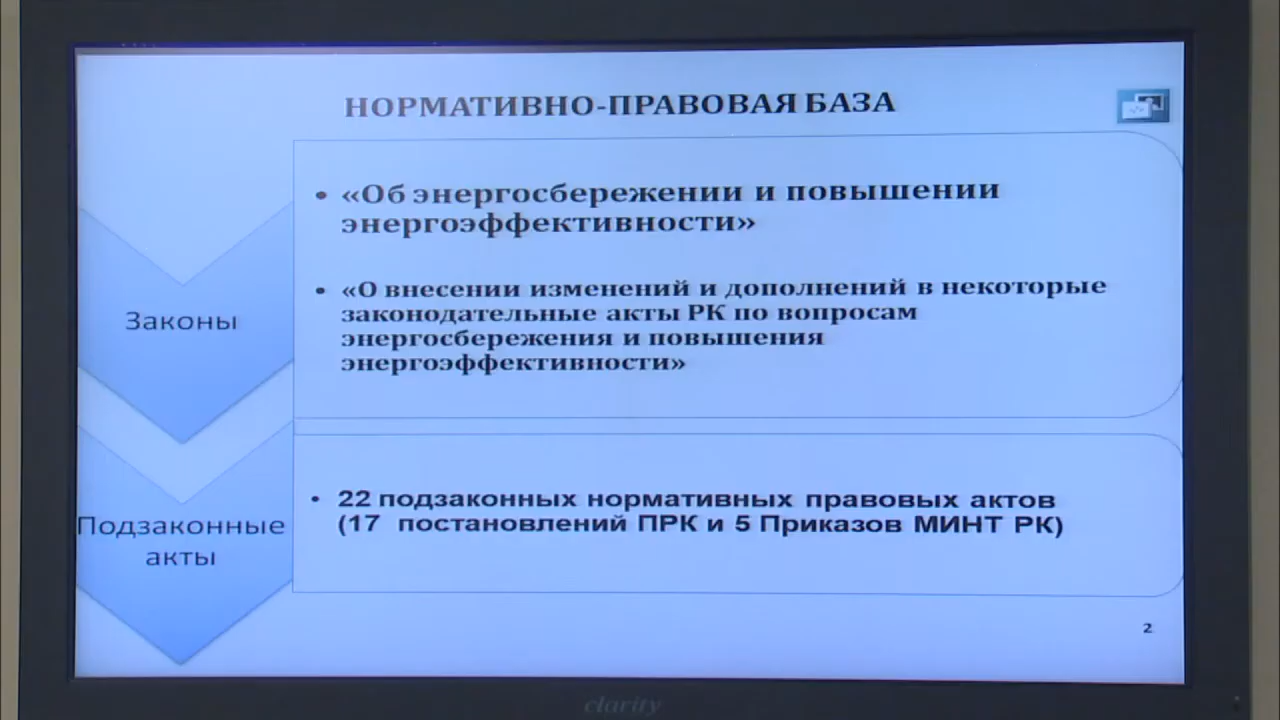 НОРМАТИВНО-ПРАВОВАЯ БАЗА
Законы
• «Об энергосбережении и повышении
энергоэффективности»
• «О внесении изменений и дополнений в некоторые
законодательные акты РК по вопросам
энергосбережения и повышения
энергоэффективности»
Подзаконные
акты
• 22 подзаконных нормативных правовых актов
(17 постановлений ПРК и 5 Приказов МИНТ РК)
2
clarity